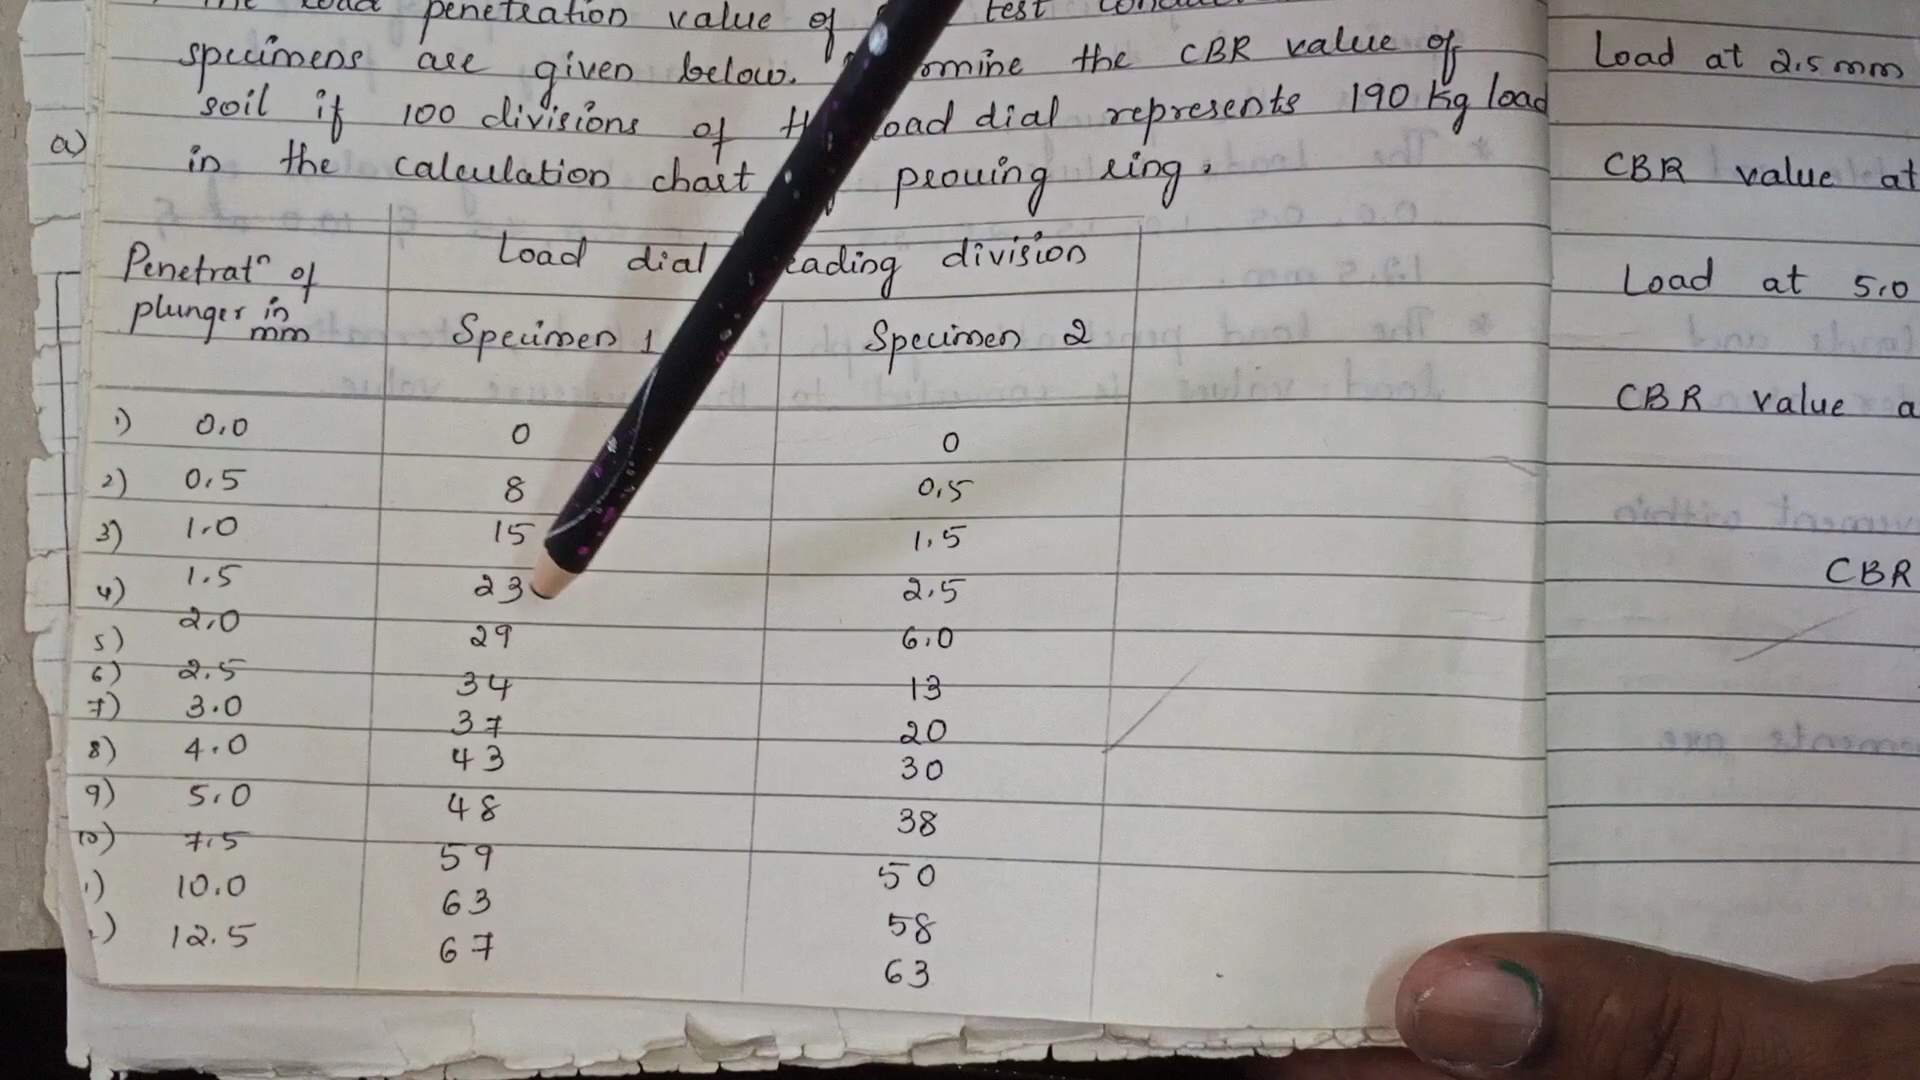 penetration value of test
specimens are given below. the CBR value of
soil if 100 divisions of load dial represents 190 kg load
a)
in the calculation chart proving ring.
Penetratⁿ of plunger in mm
Load dial reading division
Specimen 1 Specimen 2
1) 0.0 0 0
2) 0.5 8 0.5
3) 1.0 15 1.5
4) 1.5 23 2.5
5) 2.0 29 6.0
6) 2.5 34 13
7) 3.0 37 20
8) 4.0 43 30
9) 5.0 48 38
10) 7.5 59 50
) 10.0 63 58
) 12.5 67 63
Load at 2.5 mm
CBR value at
Load at 5.0
CBR value a
CBR